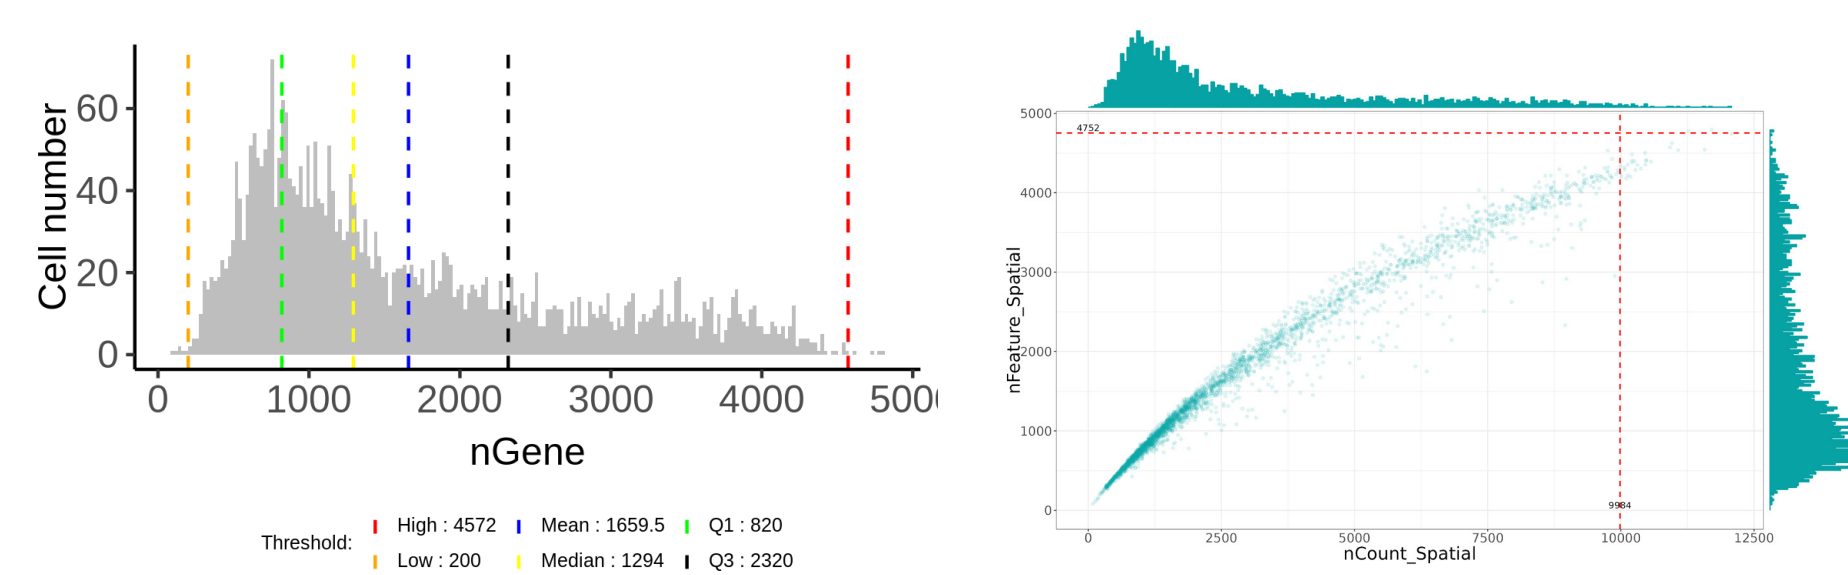 Cell number
60
40
20
0
0 1000 2000 3000 4000 500
nGene
Threshold:
High : 4572 Mean : 1659.5 Q1 : 820
Low : 200 Median : 1294 Q3 : 2320
nFeature_Spatial
5000
4752
4000
3000
2000
1000
0
9984
0 2500 5000 7500 10000 12500
nCount_Spatial